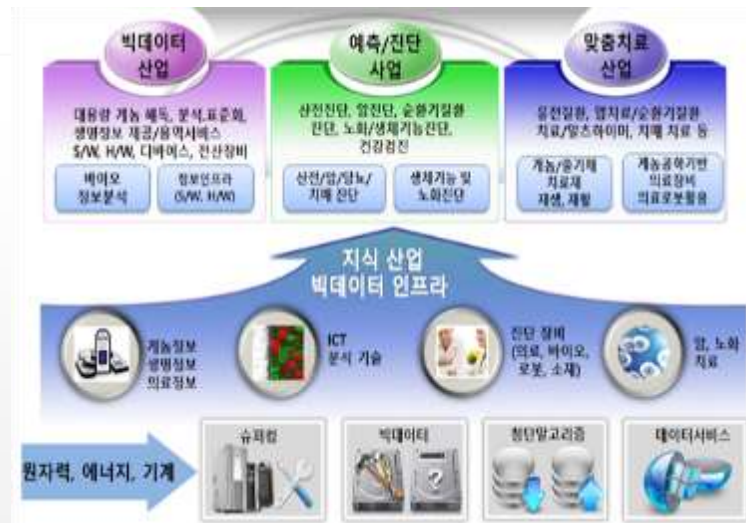 빅데이터
산업
예측/진단
사업
맞춤치료
산업
대용량 게놈 해독, 분석.표준화,
생명정보 제공/용역서비스
S/W, H/W, 디바이스, 전산장비
산전진단, 암진단, 순환기질환
진단, 노화/생체기능진단,
건강검진
유전질환, 암치료/순환기질환
치료/알츠하이머, 치매 치료 등
바이오
정보분석
정보인프라
(S/W, H/W)
산전/암/당뇨/
치매 진단
생체기능 및
노화진단
게놈/줄기체
치료제
재생, 재활
게놈공학기반
의료장비
의료로봇활용
지식 산업
빅데이터 인프라
게놈정보
생명정보
의료정보
ICT
분석 기술
진단 장비
(의료, 바이오,
로봇, 소재)
암, 노화
치료
원자력, 에너지, 기계
슈퍼컴
빅데이터
첨단알고리즘
데이터서비스